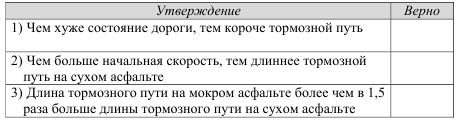 Утверждение Верно
1) Чем хуже состояние дороги, тем короче тормозной путь
2) Чем больше начальная скорость, тем длиннее тормозной
путь на сухом асфальте
3) Длина тормозного пути на мокром асфальте более чем в 1,5
раза больше длины тормозного пути на сухом асфальте